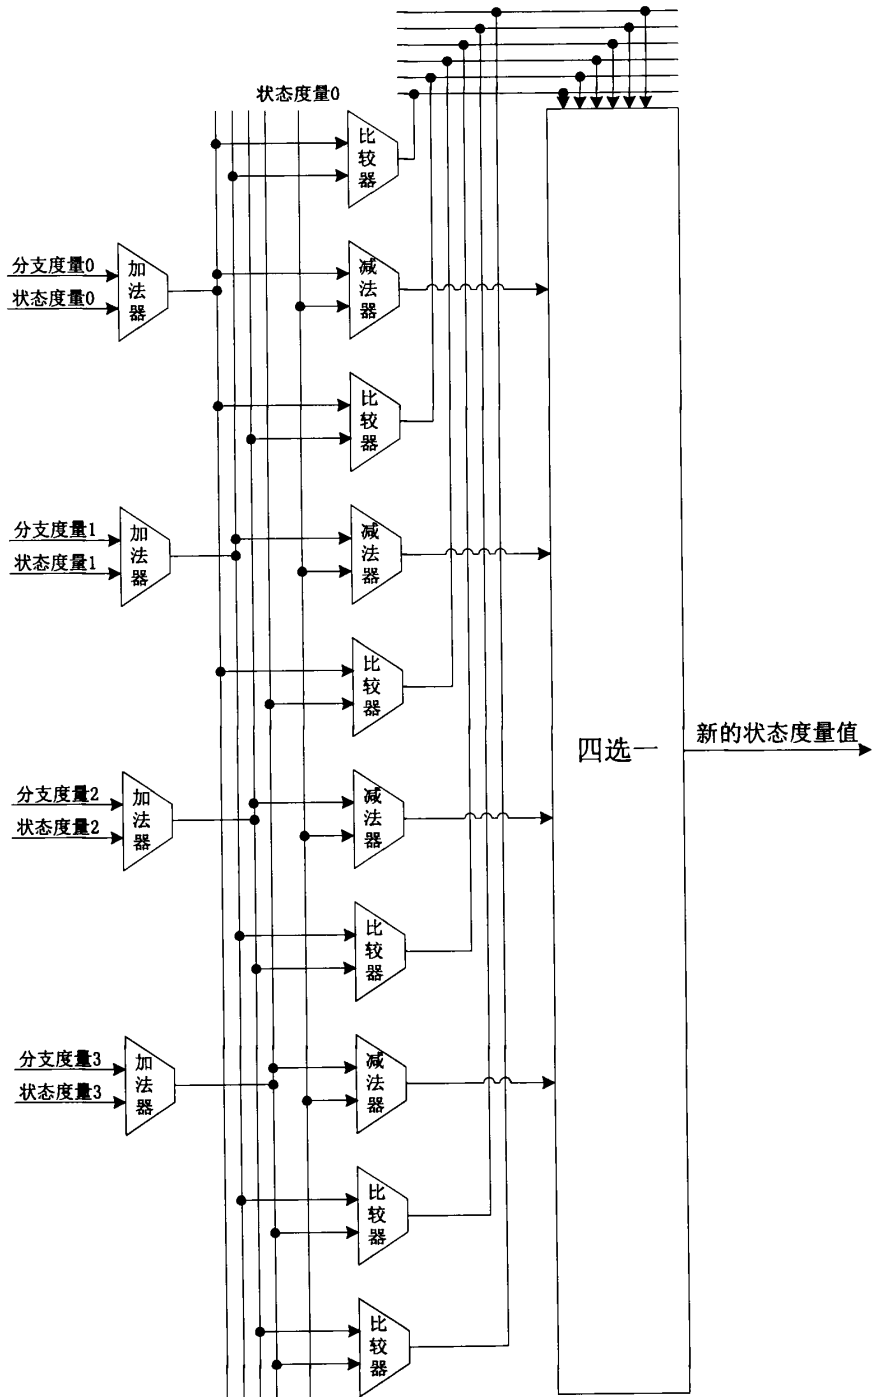 状态度量0
比较器
分支度量0
状态度量0
加法器
减法器
比较器
分支度量1
状态度量1
加法器
减法器
比较器
四选一
新的状态度量值
分支度量2
状态度量2
加法器
减法器
比较器
分支度量3
状态度量3
加法器
减法器
比较器
比较器